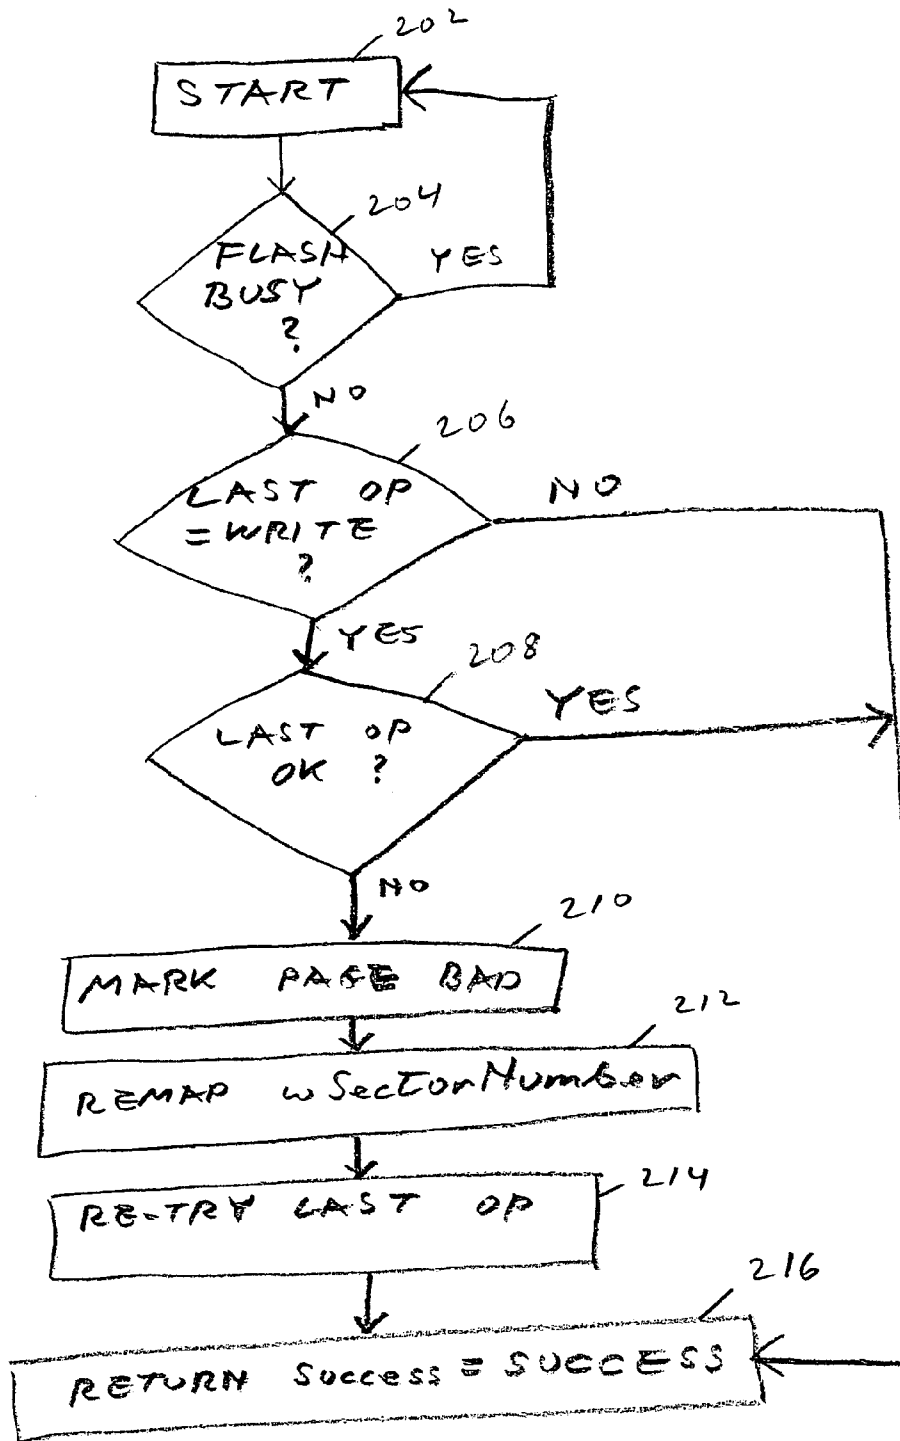 202
START
204
FLASH
BUSY
?
YES
NO
206
LAST OP
=WRITE
?
NO
YES
208
LAST OP
OK ?
YES
NO
210
MARK PAGE BAD
212
REMAP wSectorNumber
214
RE-TRY LAST OP
216
RETURN Success = SUCCESS